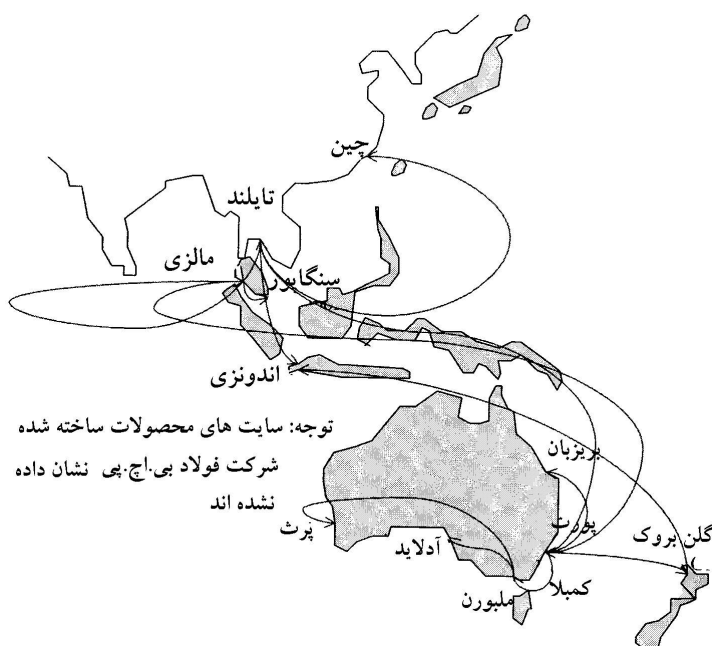 چین
تایلند
مالزی
سنگاپور
اندونزی
توجه: سایت های محصولات ساخته شده
شرکت فولاد بی.اچ.پی نشان داده
نشده اند
بریزبان
پورت
گلن بروک
پرث
آدلاید
کمبلا
ملبورن